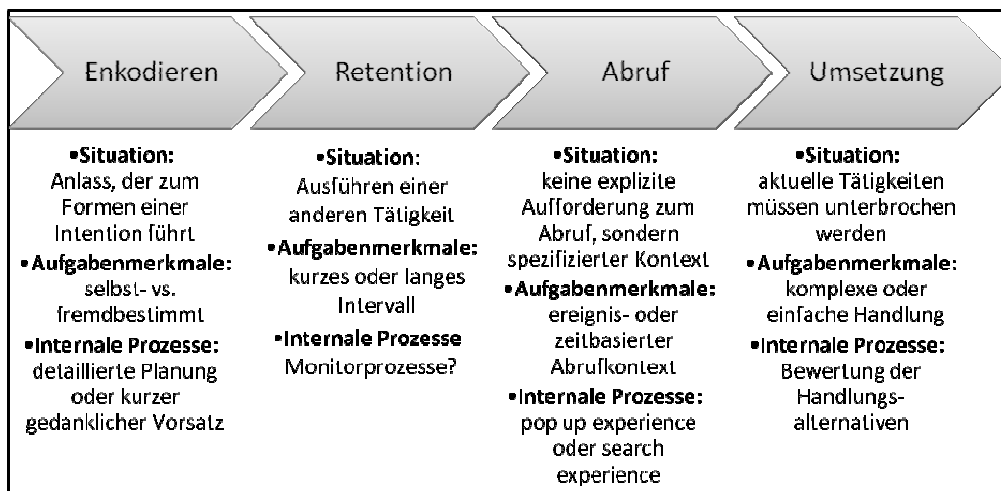 Enkodieren
Retention
Abruf
Umsetzung
•Situation:
Anlass, der zum
Formen einer
Intention führt
•Aufgabenmerkmale:
selbst- vs.
fremdbestimmt
•Internale Prozesse:
detaillierte Planung
oder kurzer
gedanklicher Vorsatz
•Situation:
Ausführen einer
anderen Tätigkeit
•Aufgabenmerkmale:
kurzes oder langes
Intervall
•Internale Prozesse
Monitorprozesse?
•Situation:
keine explizite
Aufforderung zum
Abruf, sondern
spezifizierter Kontext
•Aufgabenmerkmale:
ereignis- oder
zeitbasierter
Abrufkontext
•Internale Prozesse:
pop up experience
oder search
experience
•Situation:
aktuelle Tätigkeiten
müssen unterbrochen
werden
•Aufgabenmerkmale:
komplexe oder
einfache Handlung
•Internale Prozesse:
Bewertung der
Handlungs-
alternativen